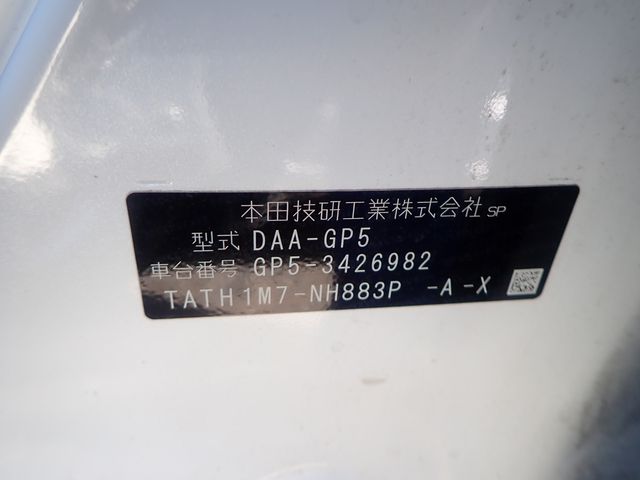 本田技研工業株式会社 SP
型式 DAA-GP5
車台番号 GP5-3426982
TATH1M7-NH883P -A-X